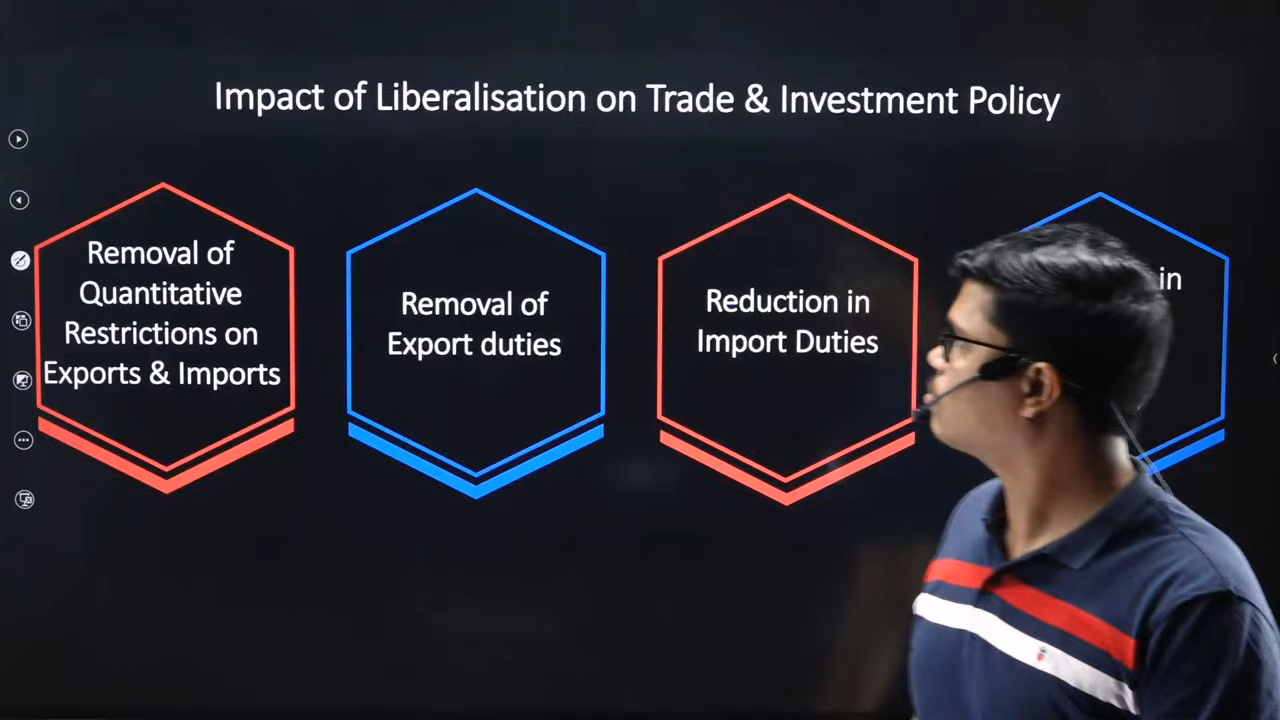 Impact of Liberalisation on Trade & Investment Policy
Removal of
Quantitative
Restrictions on
Exports & Imports
Removal of
Export duties
Reduction in
Import Duties
in